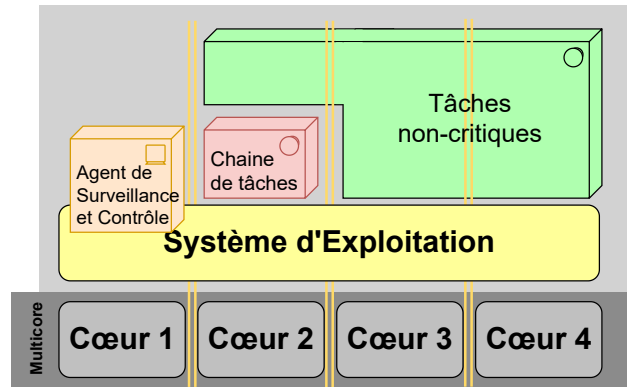 Tâches
non-critiques
Agent de
Surveillance
et Contrôle
Chaine
de tâches
Système d'Exploitation
Multicore
Cœur 1
Cœur 2
Cœur 3
Cœur 4